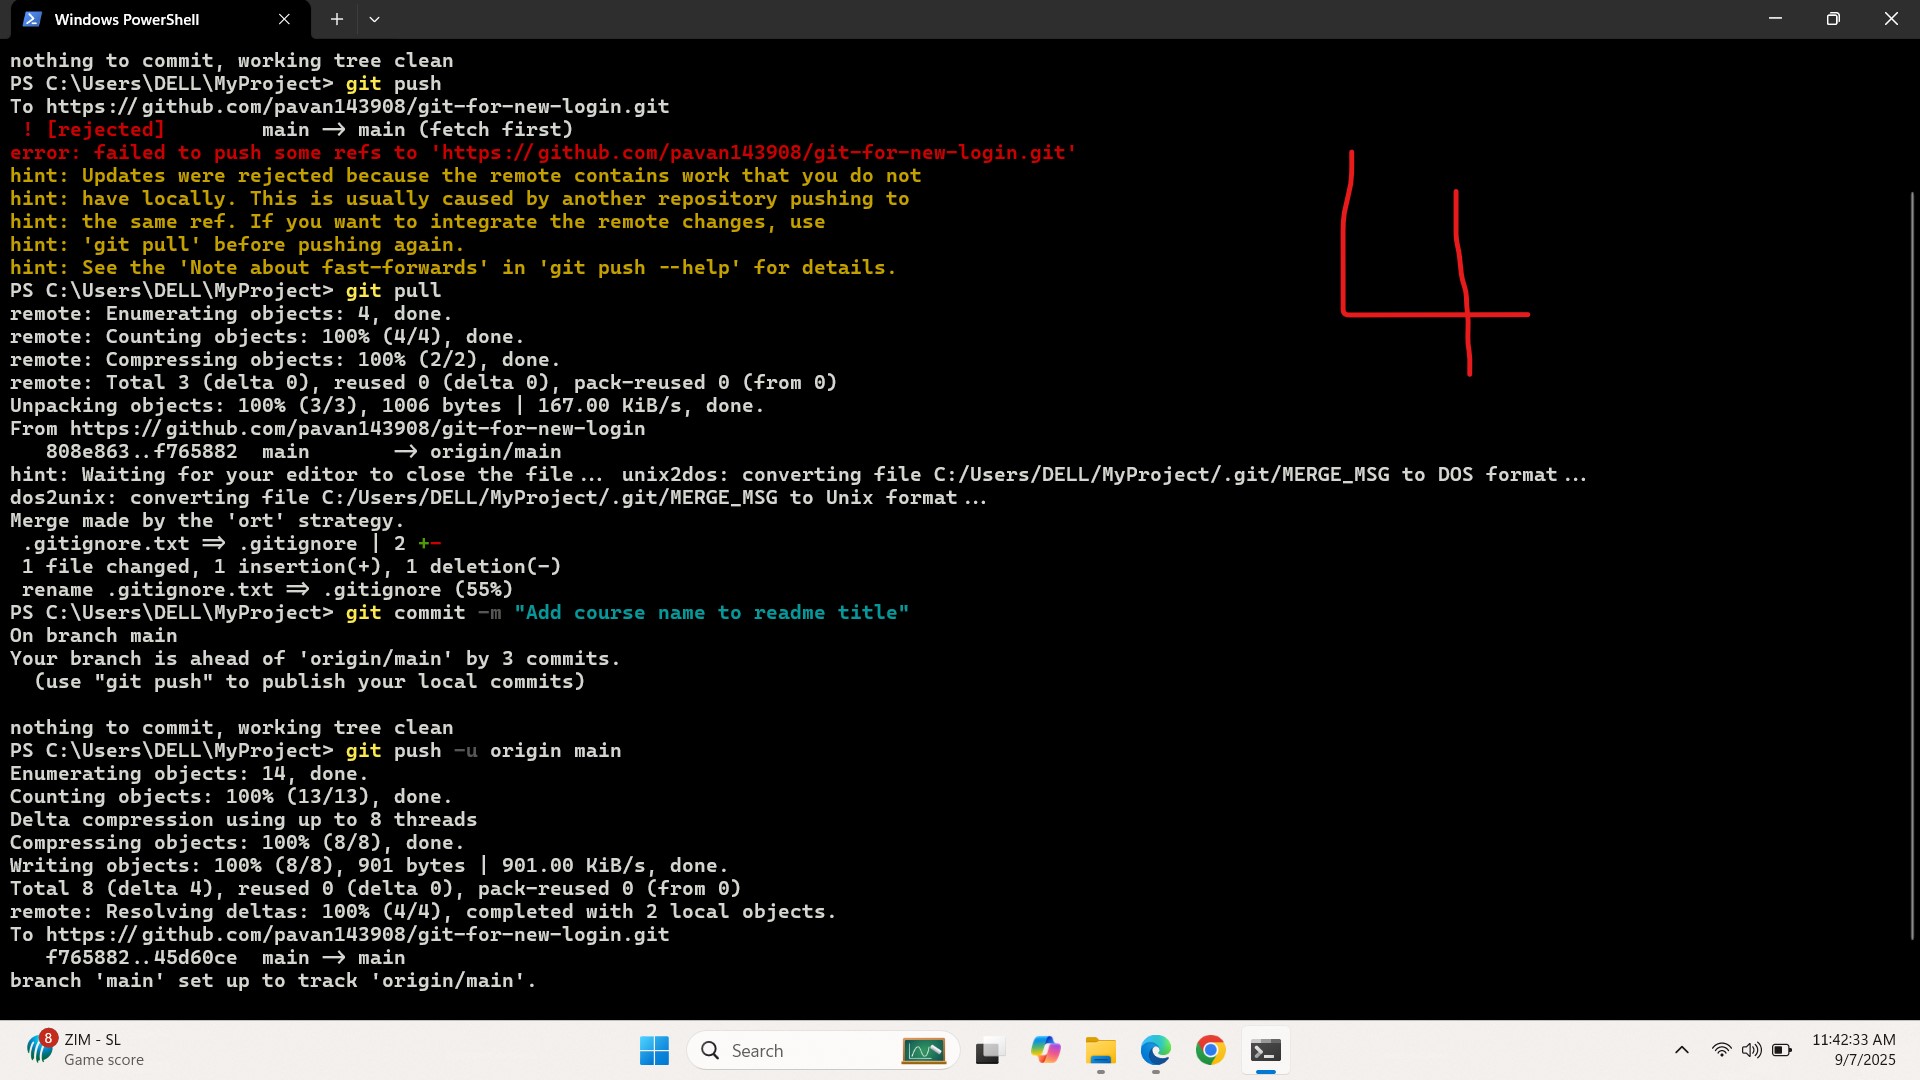 Windows PowerShell
nothing to commit, working tree clean
PS C:\Users\DELL\MyProject> git push
To https://github.com/pavan143908/git-for-new-login.git
 ! [rejected]        main -> main (fetch first)
error: failed to push some refs to 'https://github.com/pavan143908/git-for-new-login.git'
hint: Updates were rejected because the remote contains work that you do not
hint: have locally. This is usually caused by another repository pushing to
hint: the same ref. If you want to integrate the remote changes, use
hint: 'git pull' before pushing again.
hint: See the 'Note about fast-forwards' in 'git push --help' for details.
PS C:\Users\DELL\MyProject> git pull
remote: Enumerating objects: 4, done.
remote: Counting objects: 100% (4/4), done.
remote: Compressing objects: 100% (2/2), done.
remote: Total 3 (delta 0), reused 0 (delta 0), pack-reused 0 (from 0)
Unpacking objects: 100% (3/3), 1006 bytes | 167.00 KiB/s, done.
From https://github.com/pavan143908/git-for-new-login
   808e863..f765882  main       -> origin/main
hint: Waiting for your editor to close the file... unix2dos: converting file C:/Users/DELL/MyProject/.git/MERGE_MSG to DOS format...
dos2unix: converting file C:/Users/DELL/MyProject/.git/MERGE_MSG to Unix format...
Merge made by the 'ort' strategy.
 .gitignore.txt => .gitignore | 2 +-
 1 file changed, 1 insertion(+), 1 deletion(-)
 rename .gitignore.txt => .gitignore (55%)
PS C:\Users\DELL\MyProject> git commit -m "Add course name to readme title"
On branch main
Your branch is ahead of 'origin/main' by 3 commits.
  (use "git push" to publish your local commits)
nothing to commit, working tree clean
PS C:\Users\DELL\MyProject> git push -u origin main
Enumerating objects: 14, done.
Counting objects: 100% (13/13), done.
Delta compression using up to 8 threads
Compressing objects: 100% (8/8), done.
Writing objects: 100% (8/8), 901 bytes | 901.00 KiB/s, done.
Total 8 (delta 4), reused 0 (delta 0), pack-reused 0 (from 0)
remote: Resolving deltas: 100% (4/4), completed with 2 local objects.
To https://github.com/pavan143908/git-for-new-login.git
   f765882..45d60ce  main -> main
branch 'main' set up to track 'origin/main'.
4
8
ZIM - SL
Game score
Search
11:42:33 AM
9/7/2025